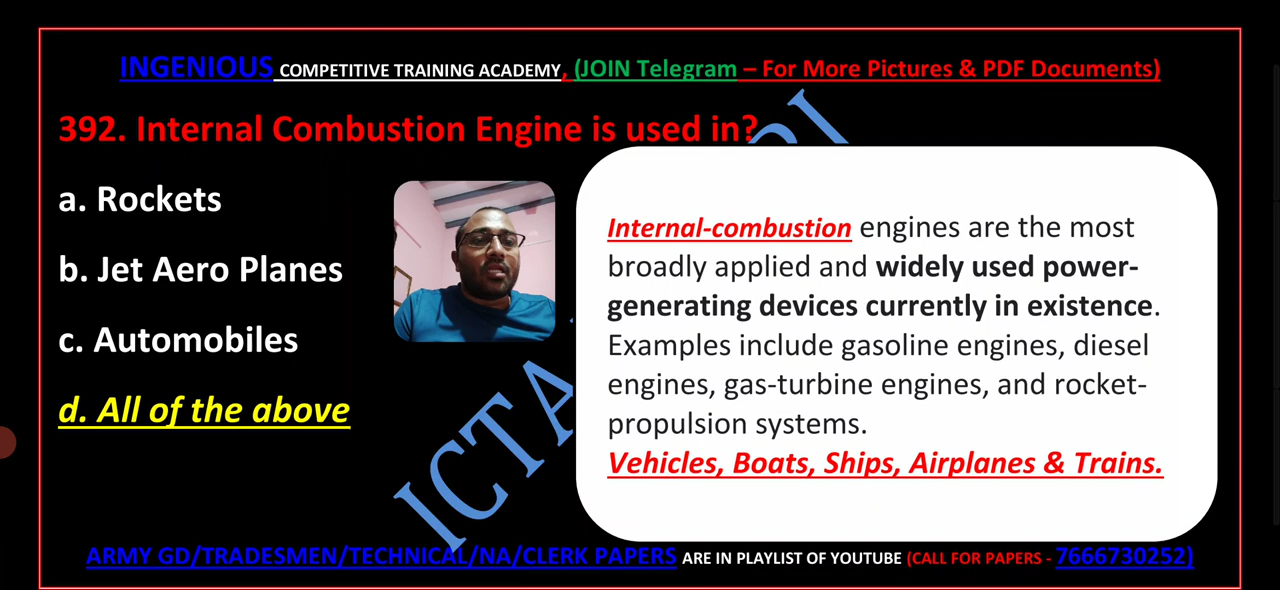 INGENIOUS COMPETITIVE TRAINING ACADEMY, (JOIN Telegram – For More Pictures & PDF Documents)
392. Internal Combustion Engine is used in?
a. Rockets
b. Jet Aero Planes
c. Automobiles
d. All of the above
Internal-combustion engines are the most
broadly applied and widely used power-
generating devices currently in existence.
Examples include gasoline engines, diesel
engines, gas-turbine engines, and rocket-
propulsion systems.
Vehicles, Boats, Ships, Airplanes & Trains.
ICTA
ARMY GD/TRADESMEN/TECHNICAL/NA/CLERK PAPERS ARE IN PLAYLIST OF YOUTUBE (CALL FOR PAPERS - 7666730252)